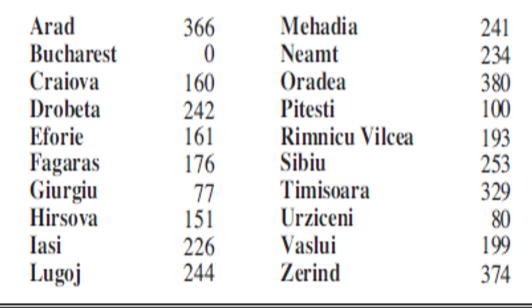 Arad 366 Mehadia 241
Bucharest 0 Neamt 234
Craiova 160 Oradea 380
Drobeta 242 Pitesti 100
Eforie 161 Rimnicu Vilcea 193
Fagaras 176 Sibiu 253
Giurgiu 77 Timisoara 329
Hirsova 151 Urziceni 80
Iasi 226 Vaslui 199
Lugoj 244 Zerind 374